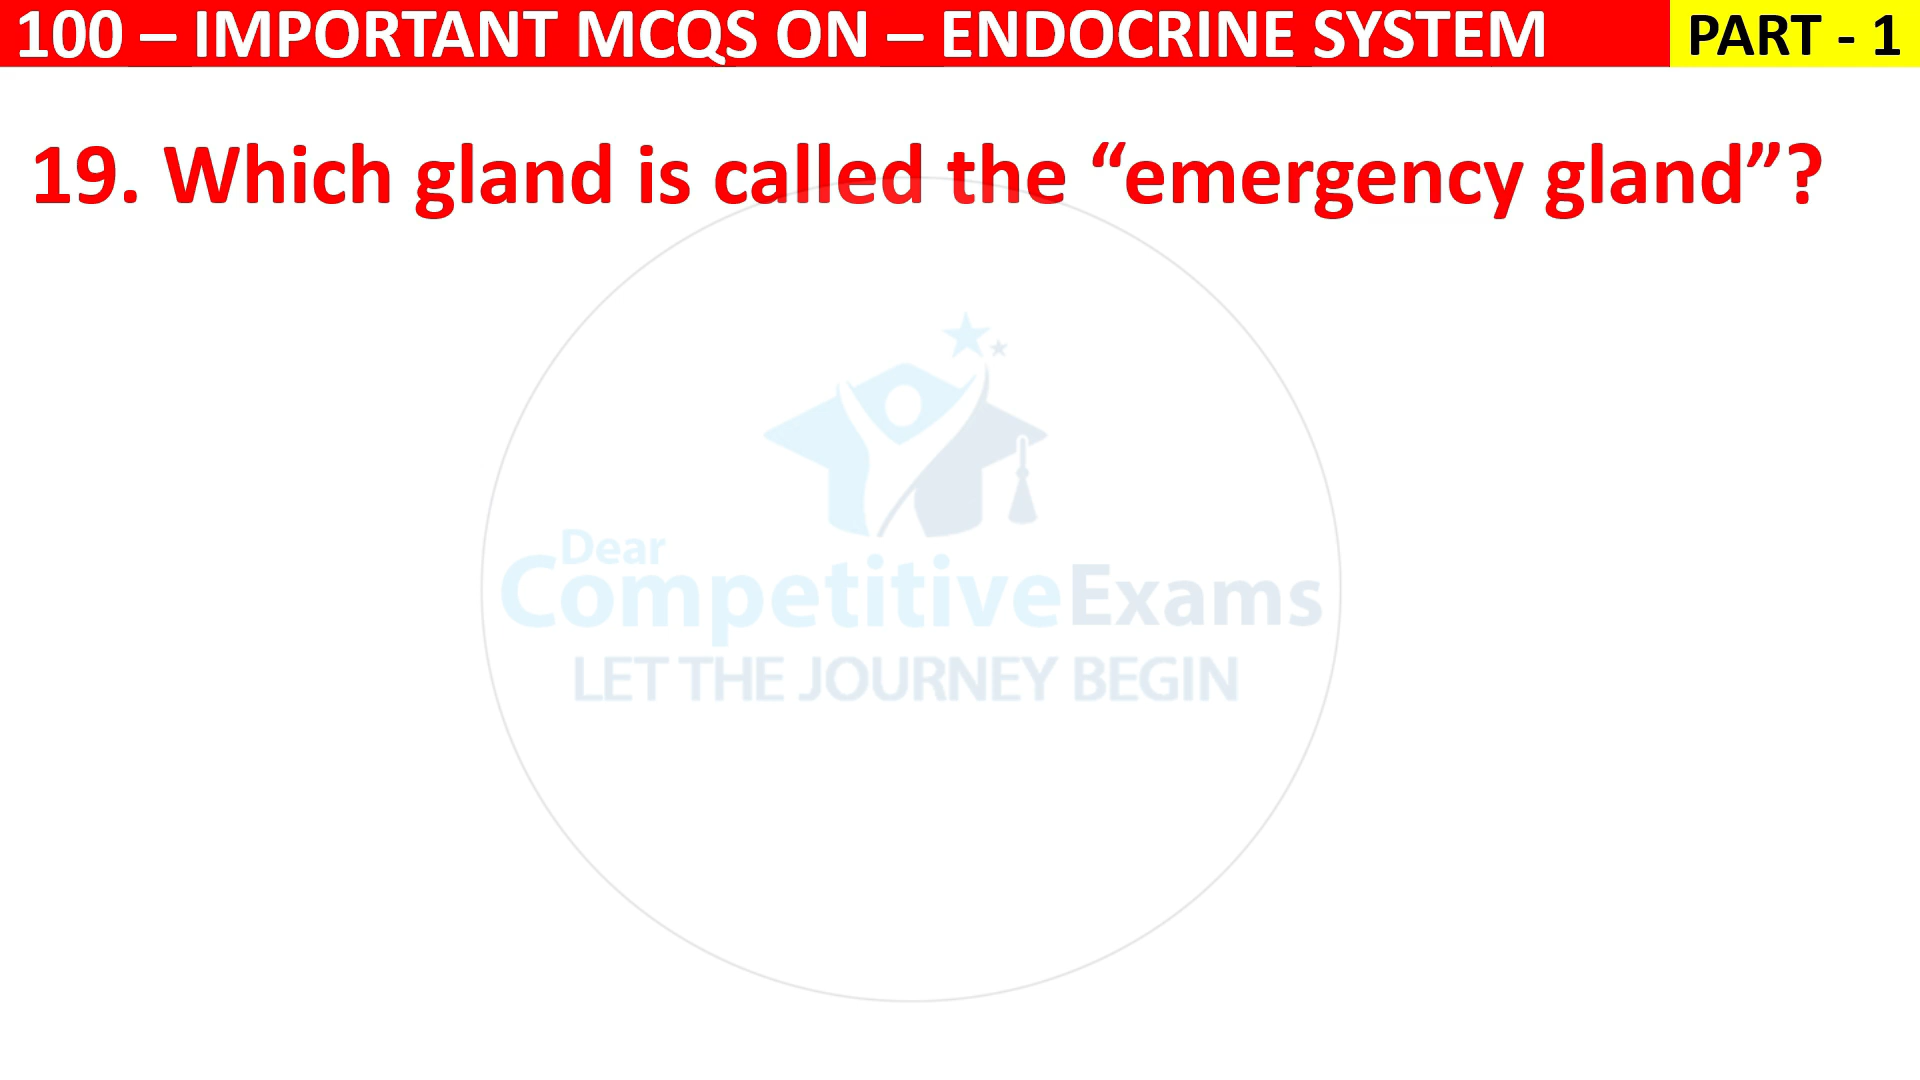 100 – IMPORTANT MCQS ON – ENDOCRINE SYSTEM
PART - 1
19. Which gland is called the “emergency gland”?
Dear
CompetitiveExams
LET THE JOURNEY BEGIN